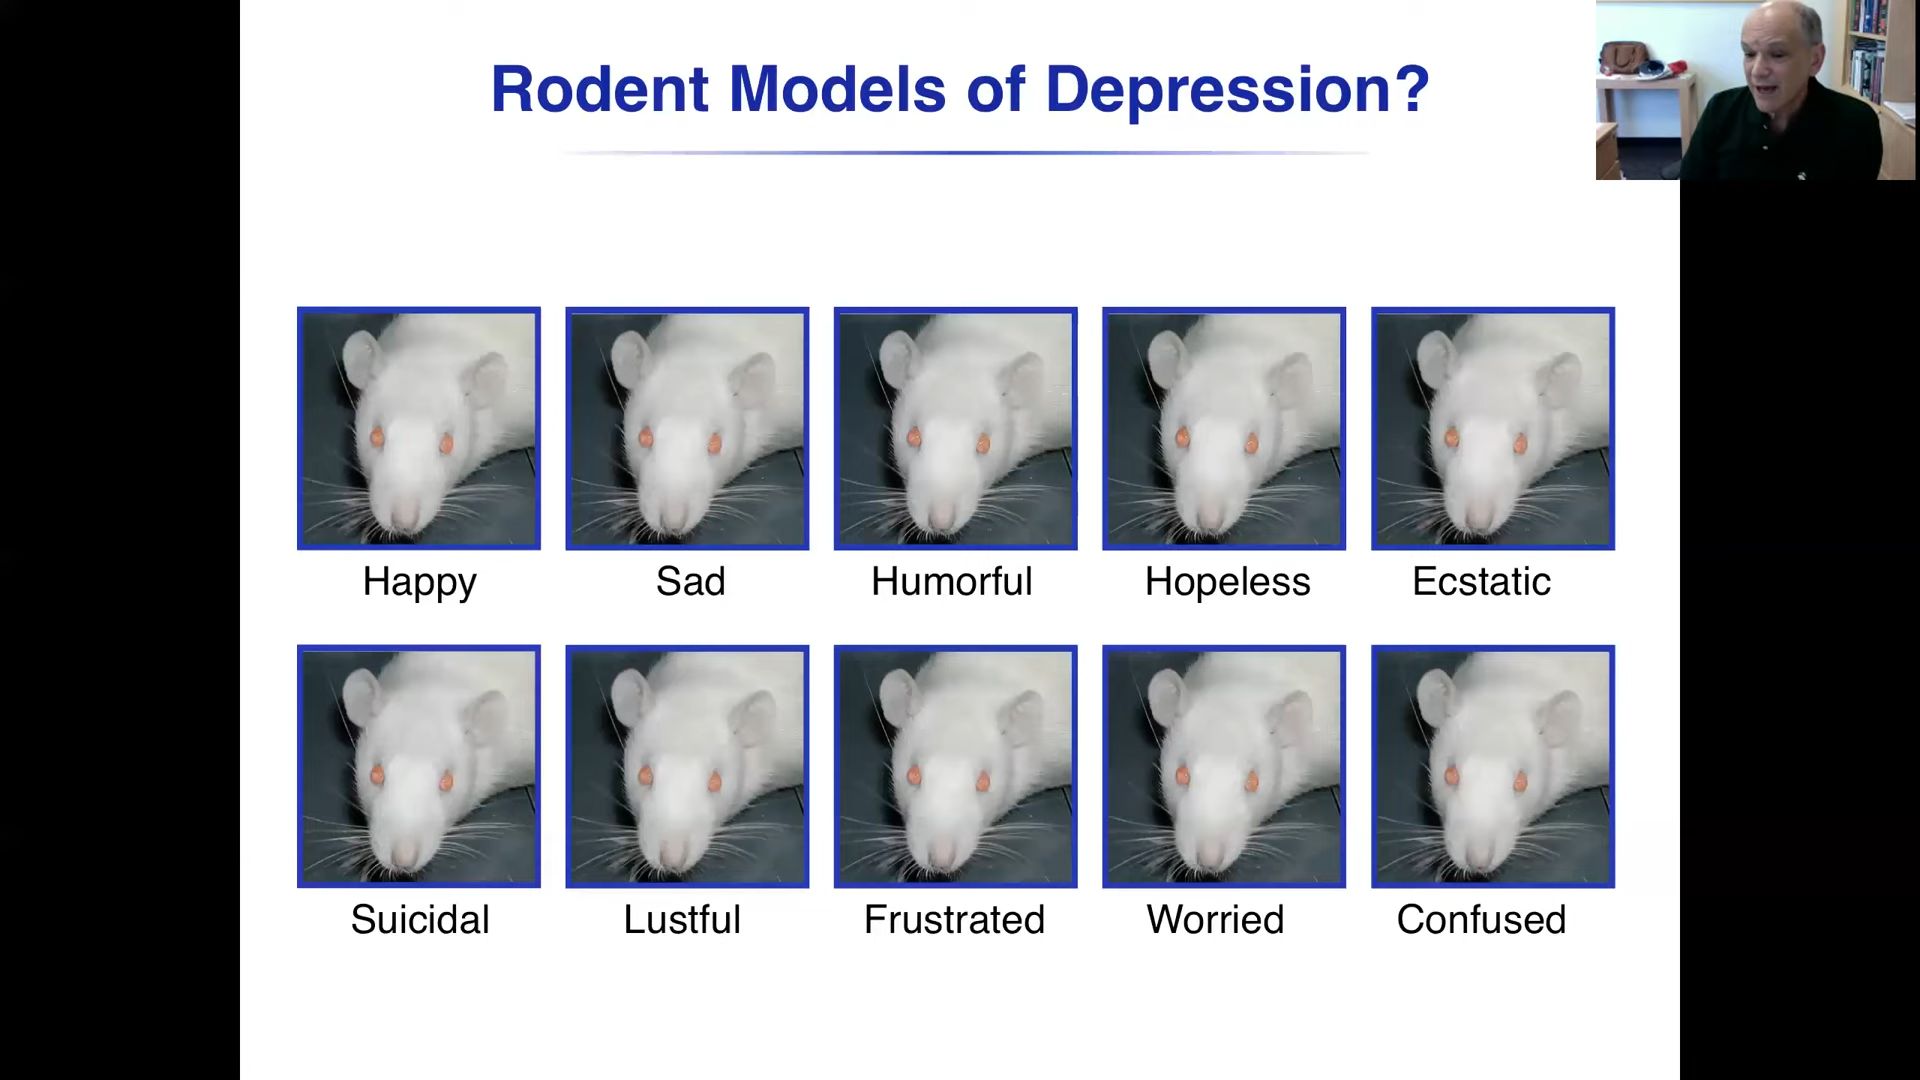 Rodent Models of Depression?
Happy Sad Humorful Hopeless Ecstatic
Suicidal Lustful Frustrated Worried Confused